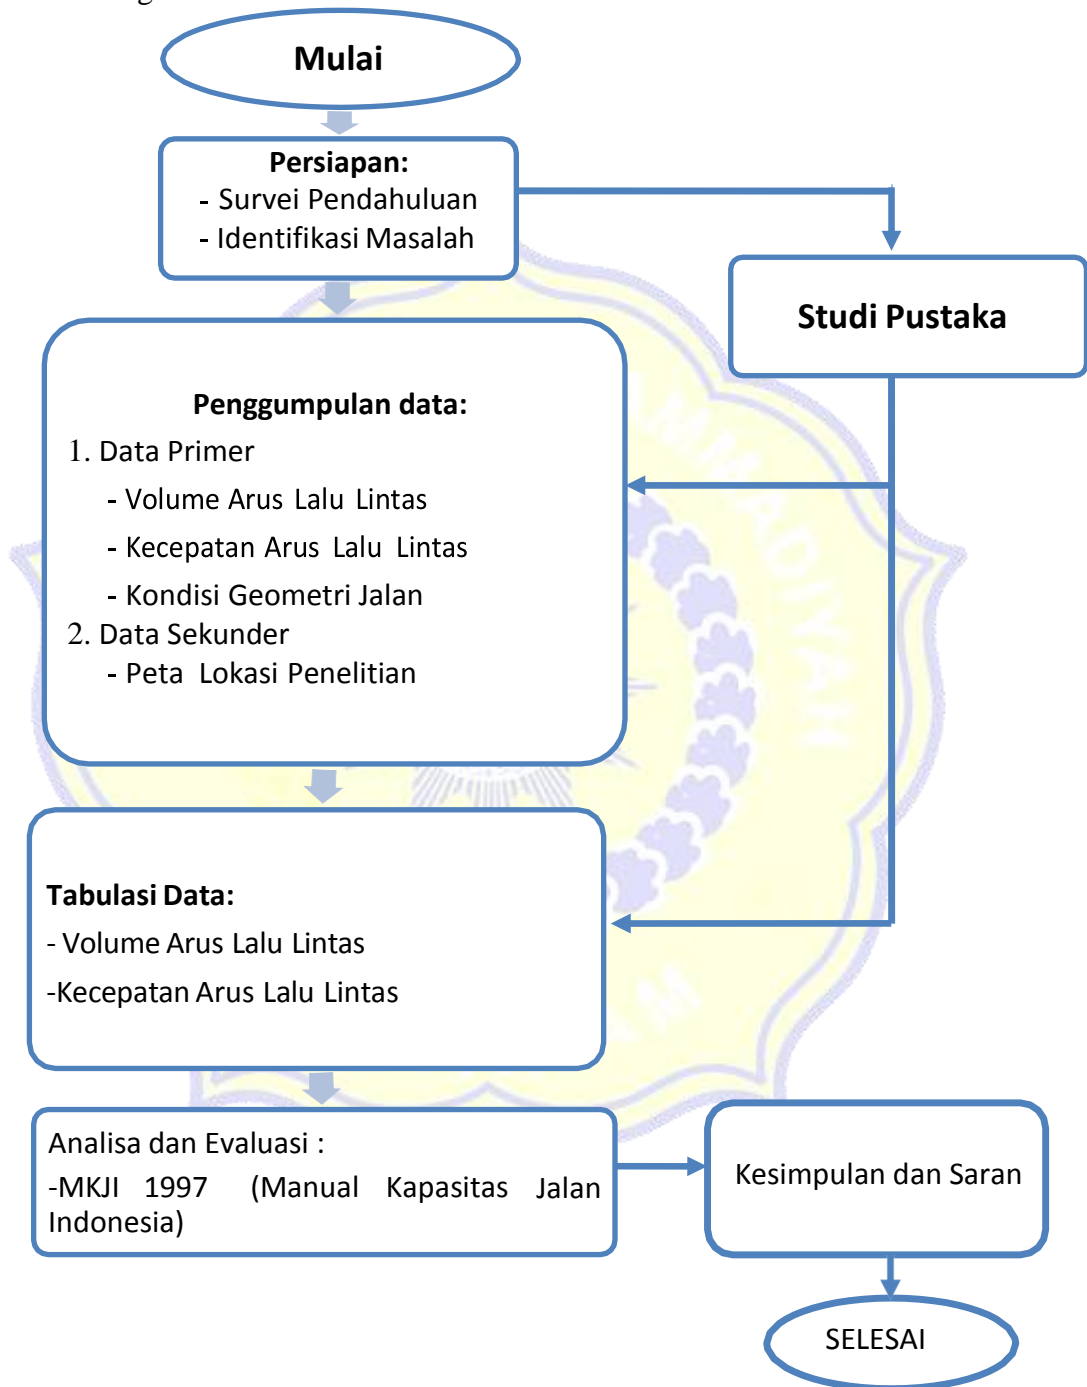 Mulai
Persiapan:
- Survei Pendahuluan
- Identifikasi Masalah
Studi Pustaka
Penggumpulan data:
1. Data Primer
- Volume Arus Lalu Lintas
- Kecepatan Arus Lalu Lintas
- Kondisi Geometri Jalan
2. Data Sekunder
- Peta Lokasi Penelitian
Tabulasi Data:
- Volume Arus Lalu Lintas
-Kecepatan Arus Lalu Lintas
Analisa dan Evaluasi :
-MKJI 1997 (Manual Kapasitas Jalan
Indonesia)
Kesimpulan dan Saran
SELESAI